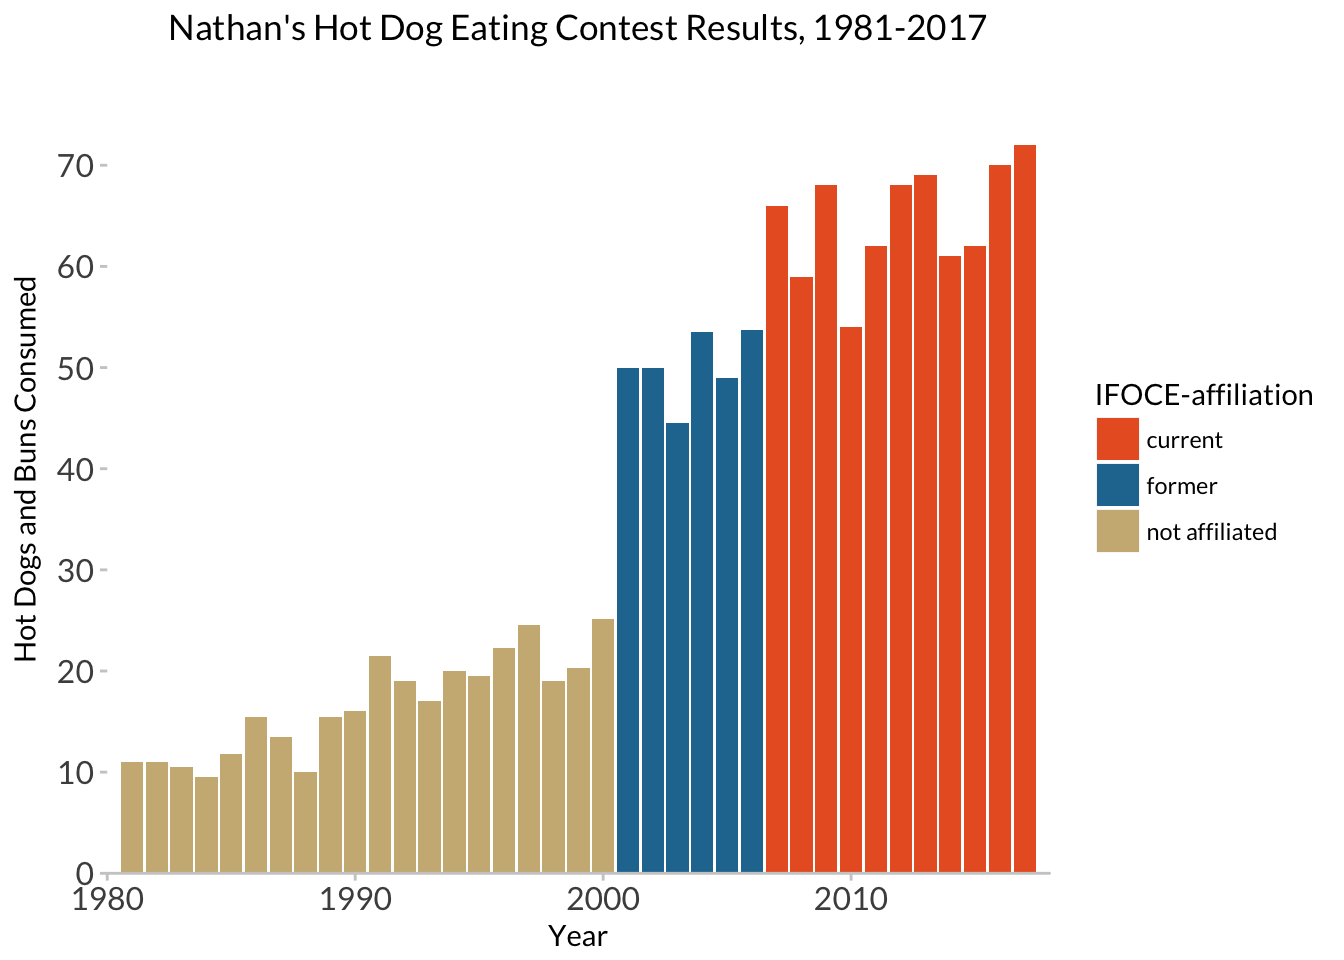 Nathan's Hot Dog Eating Contest Results, 1981-2017
70
60
50
40
30
20
10
0
Hot Dogs and Buns Consumed
1980 1990 2000 2010
Year
IFOCE-affiliation
current
former
not affiliated